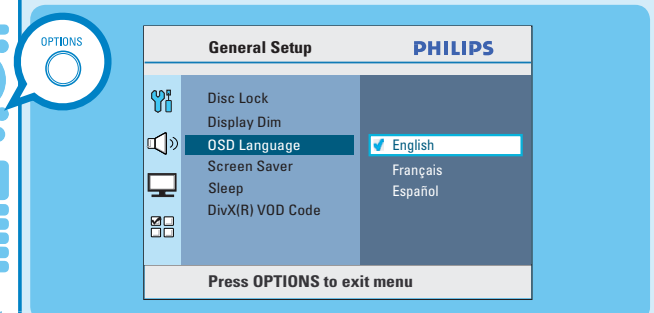 OPTIONS
General Setup PHILIPS
Disc Lock
Display Dim
OSD Language English
Screen Saver Français
Sleep Español
DivX(R) VOD Code
Press OPTIONS to exit menu